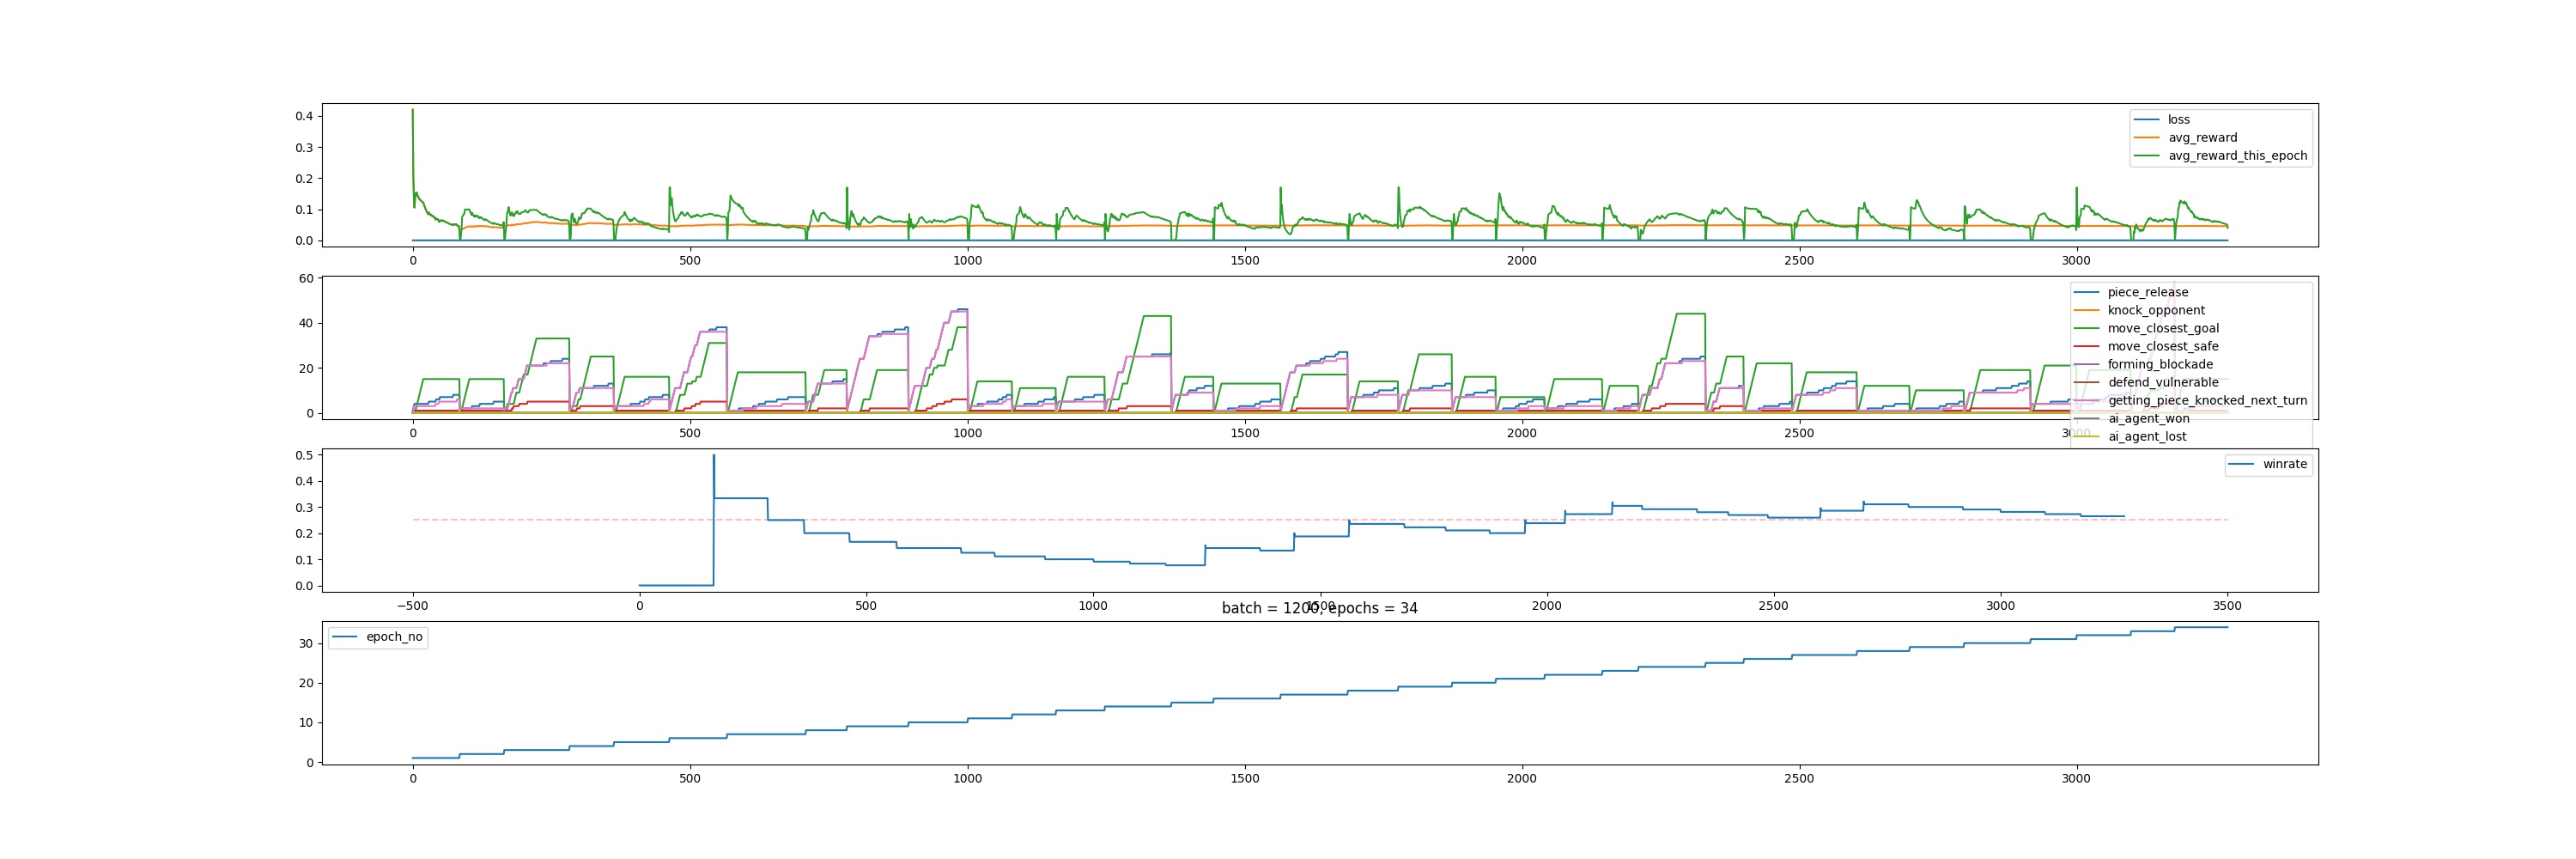 0.4
0.3
0.2
0.1
0.0
loss
avg_reward
avg_reward_this_epoch
0 500 1000 1500 2000 2500 3000
60
40
20
0
piece_release
knock_opponent
move_closest_goal
move_closest_safe
forming_blockade
defend_vulnerable
getting_piece_knocked_next_turn
ai_agent_won
ai_agent_lost
0 500 1000 1500 2000 2500 3000
0.5
0.4
0.3
0.2
0.1
0.0
winrate
−500 0 500 1000 1500 2000 2500 3000 3500
batch = 1200, epochs = 34
30
20
10
0
epoch_no
0 500 1000 1500 2000 2500 3000